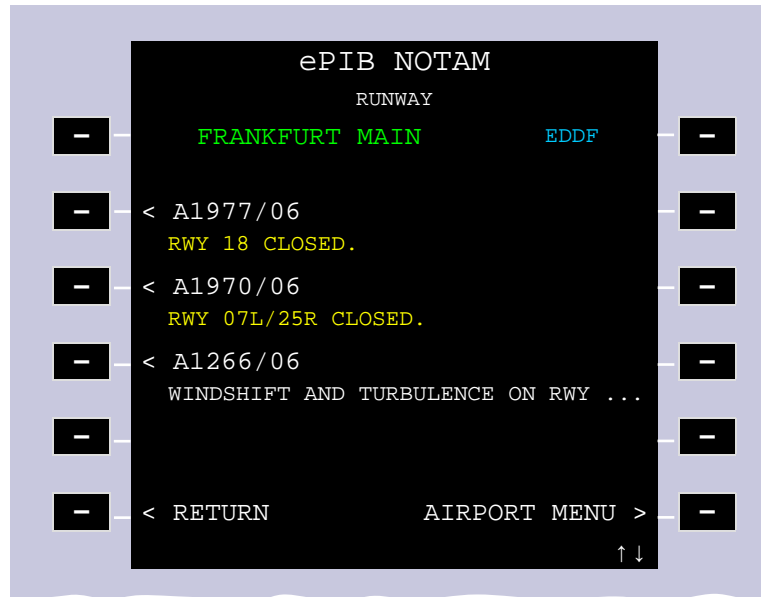 ePIB NOTAM
RUNWAY
FRANKFURT MAIN EDDF
< A1977/06
RWY 18 CLOSED.
< A1970/06
RWY 07L/25R CLOSED.
< A1266/06
WINDSHIFT AND TURBULENCE ON RWY ...
< RETURN AIRPORT MENU >
↑↓